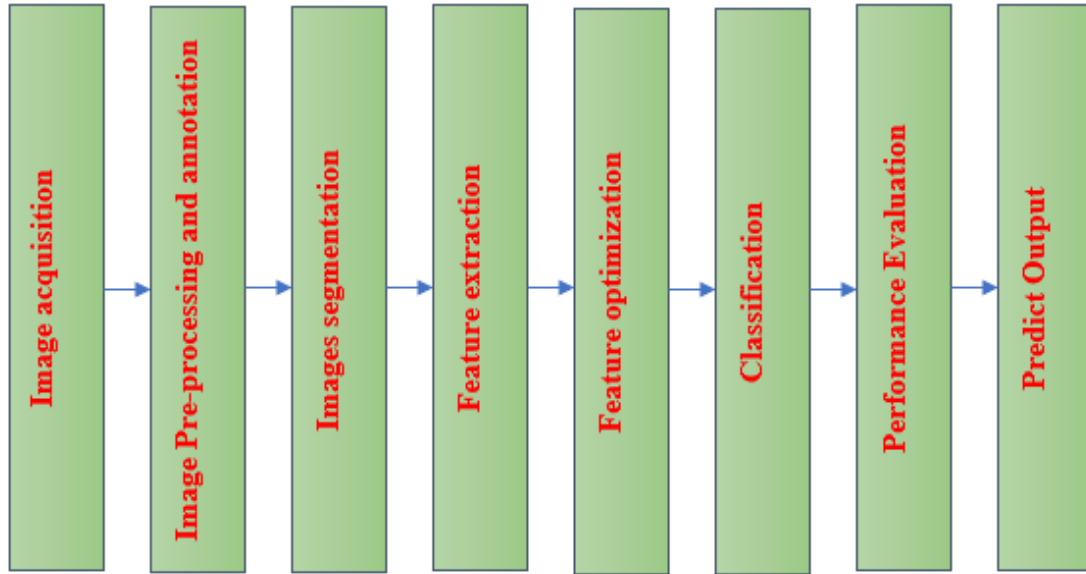 Image acquisition
Image Pre-processing and annotation
Images segmentation
Feature extraction
Feature optimization
Classification
Performance Evaluation
Predict Output